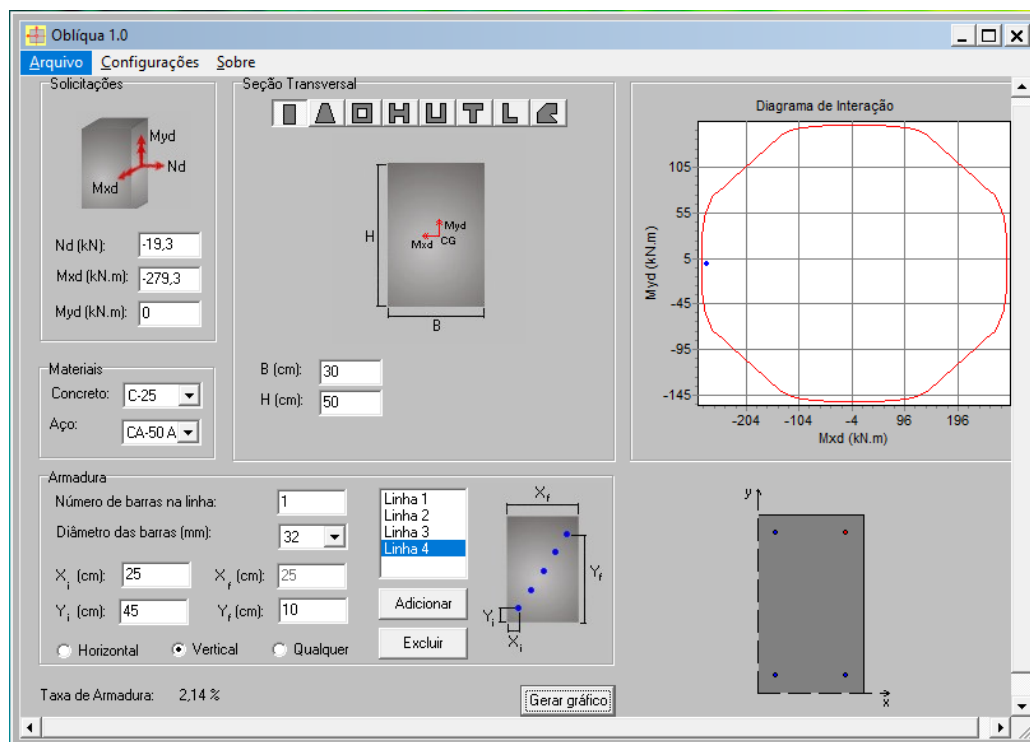 Oblíqua 1.0
Arquivo Configurações Sobre
Solicitações
Myd
Nd
Mxd
Nd (kN): -19,3
Mxd (kN.m): -279,3
Myd (kN.m): 0
Materiais
Concreto: C-25
Aço: CA-50 A
Seção Transversal
H
Myd
Mxd CG
B
B (cm): 30
H (cm): 50
Diagrama de Interação
Myd (kN.m)
105
55
5
-45
-95
-145
-204 -104 -4 96 196
Mxd (kN.m)
Armadura
Número de barras na linha: 1
Diâmetro das barras (mm): 32
Xi (cm): 25 Xf (cm): 25
Yi (cm): 45 Yf (cm): 10
Horizontal Vertical Qualquer
Linha 1
Linha 2
Linha 3
Linha 4
Adicionar
Excluir
Xf
Yf
Yi
Xi
y
x
Taxa de Armadura: 2,14 %
Gerar gráfico